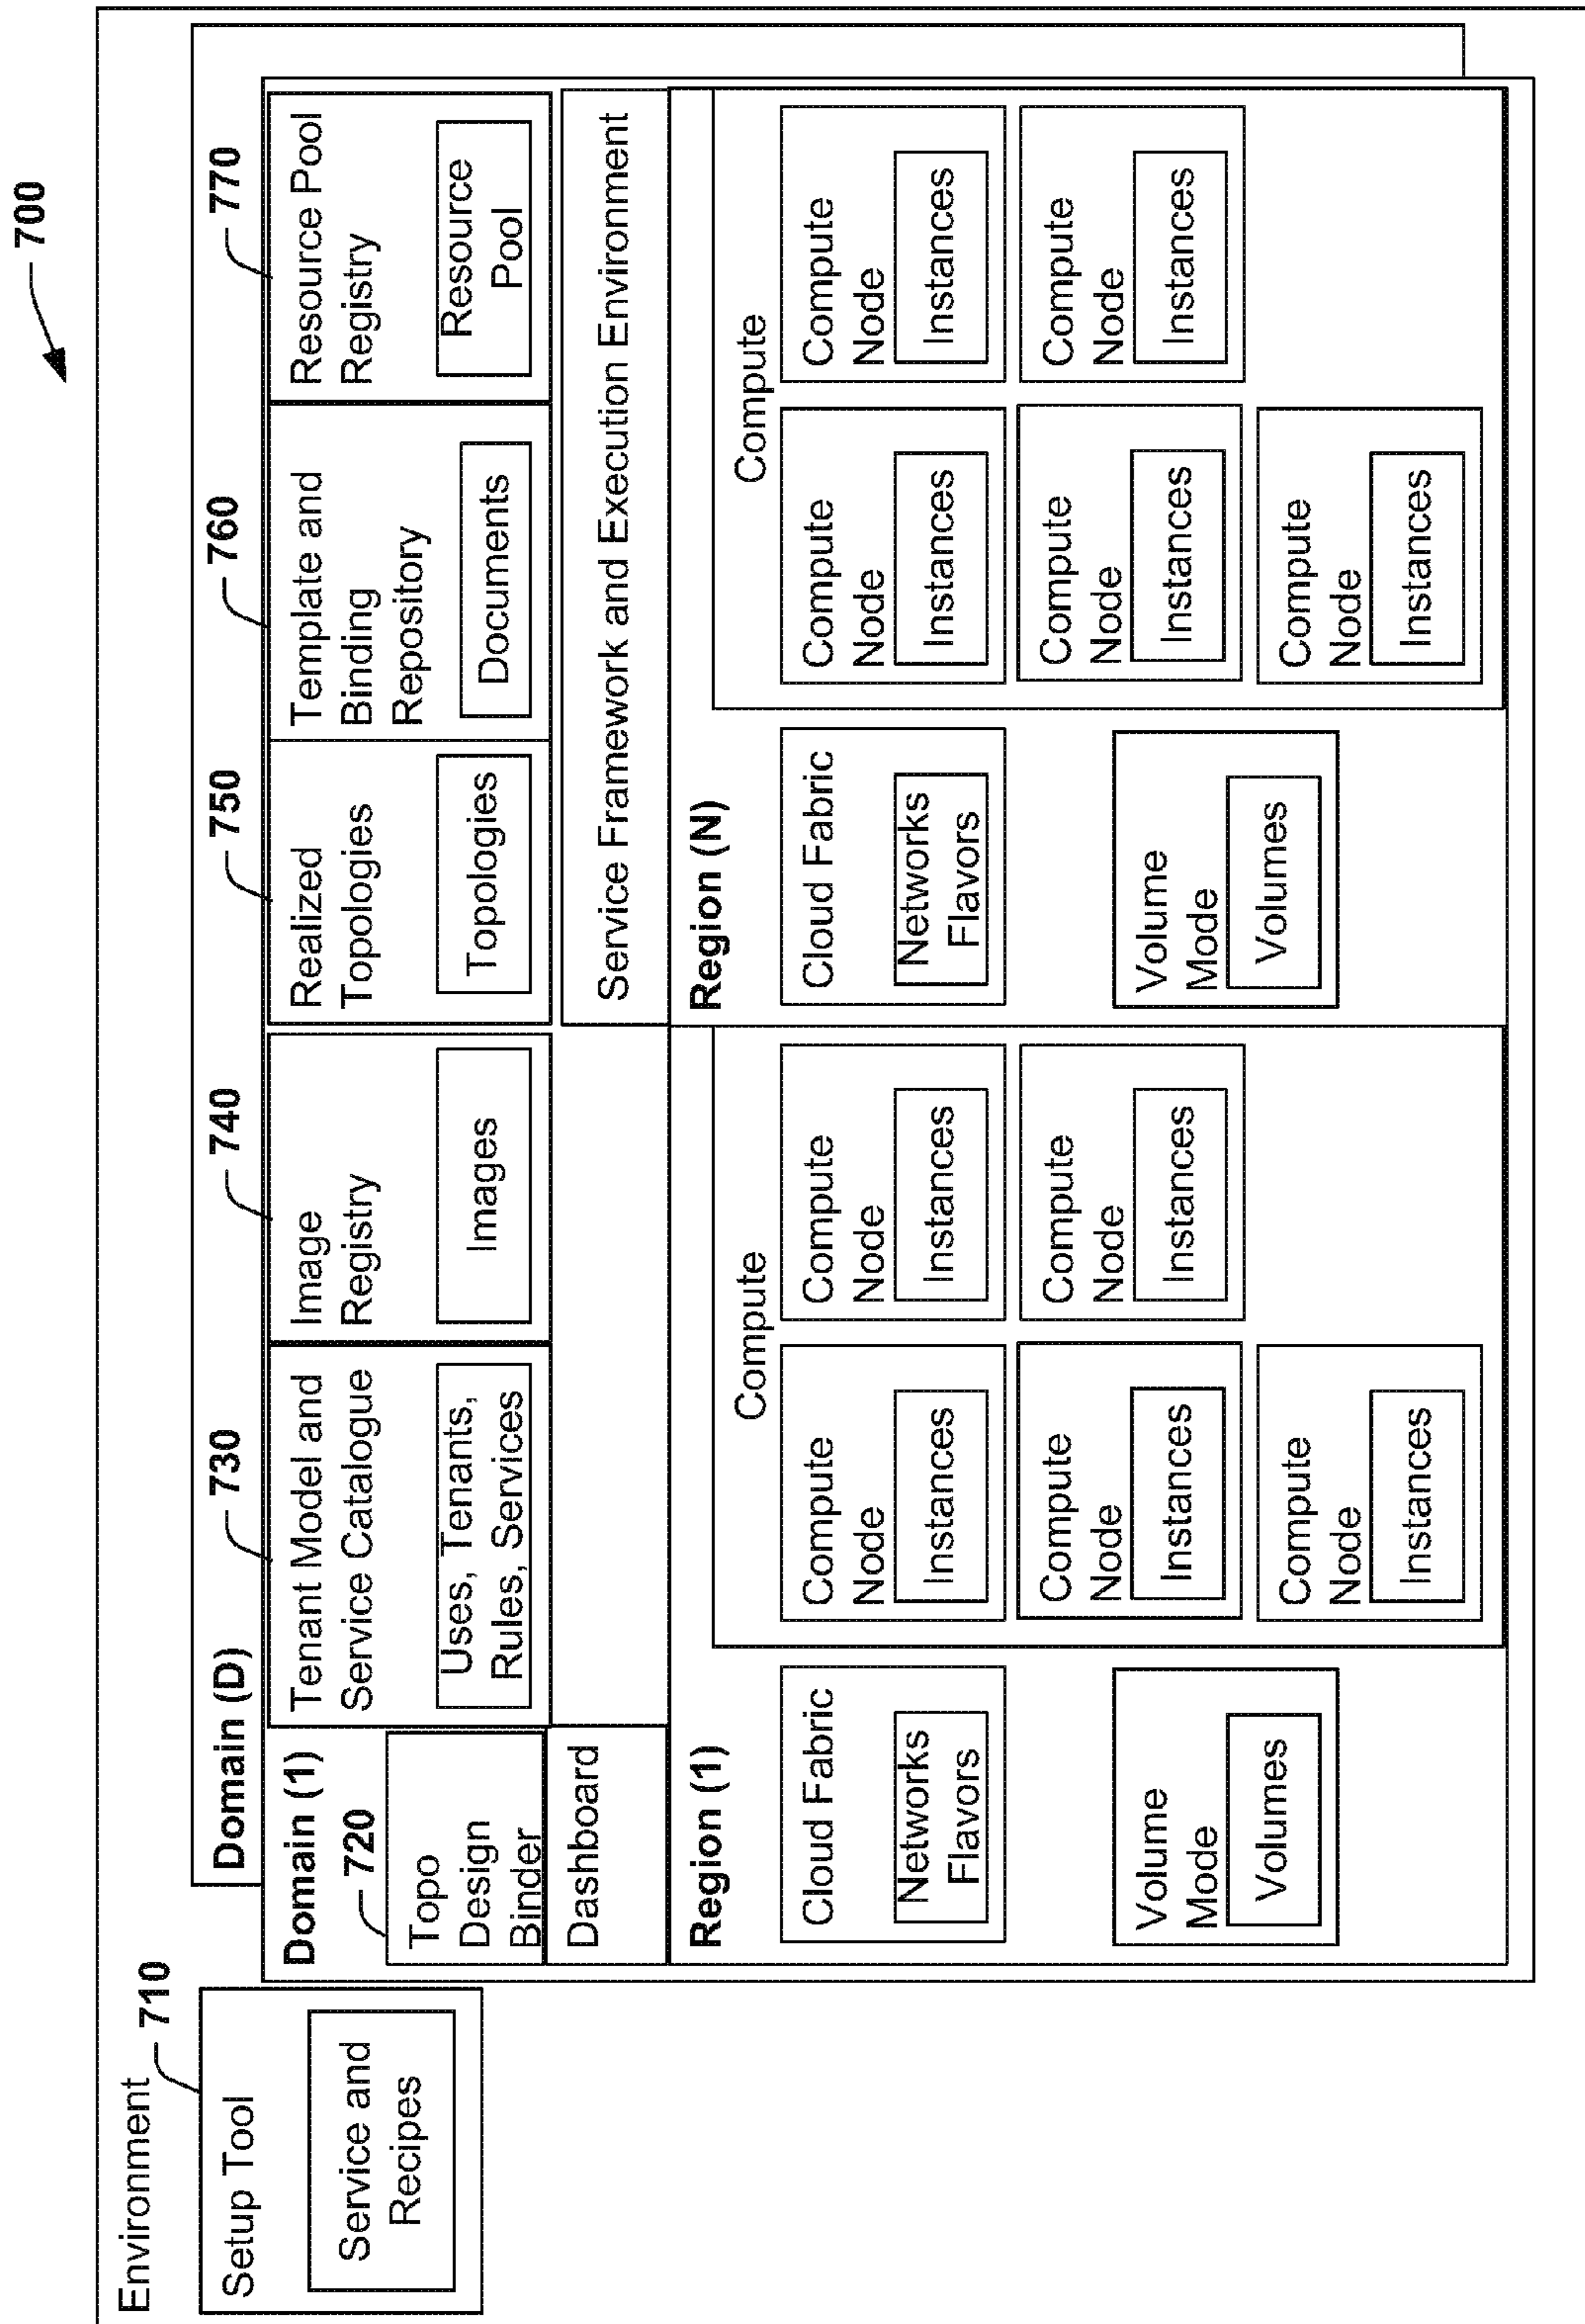 700
Environment
710
Setup Tool
Service and
Recipes
Domain (D)
Domain (1)
720
Topo
Design
Binder
Dashboard
730
Tenant Model and
Service Catalogue
Uses, Tenants,
Rules, Services
740
Image
Registry
Images
750
Realized
Topologies
Topologies
760
Template and
Binding
Repository
Documents
770
Resource Pool
Registry
Resource
Pool
Service Framework and Execution Environment
Region (1)
Cloud Fabric
Networks
Flavors
Volume
Mode
Volumes
Compute
Compute
Node
Instances
Compute
Node
Instances
Compute
Node
Instances
Compute
Node
Instances
Compute
Node
Instances
Region (N)
Cloud Fabric
Networks
Flavors
Volume
Mode
Volumes
Compute
Compute
Node
Instances
Compute
Node
Instances
Compute
Node
Instances
Compute
Node
Instances
Compute
Node
Instances